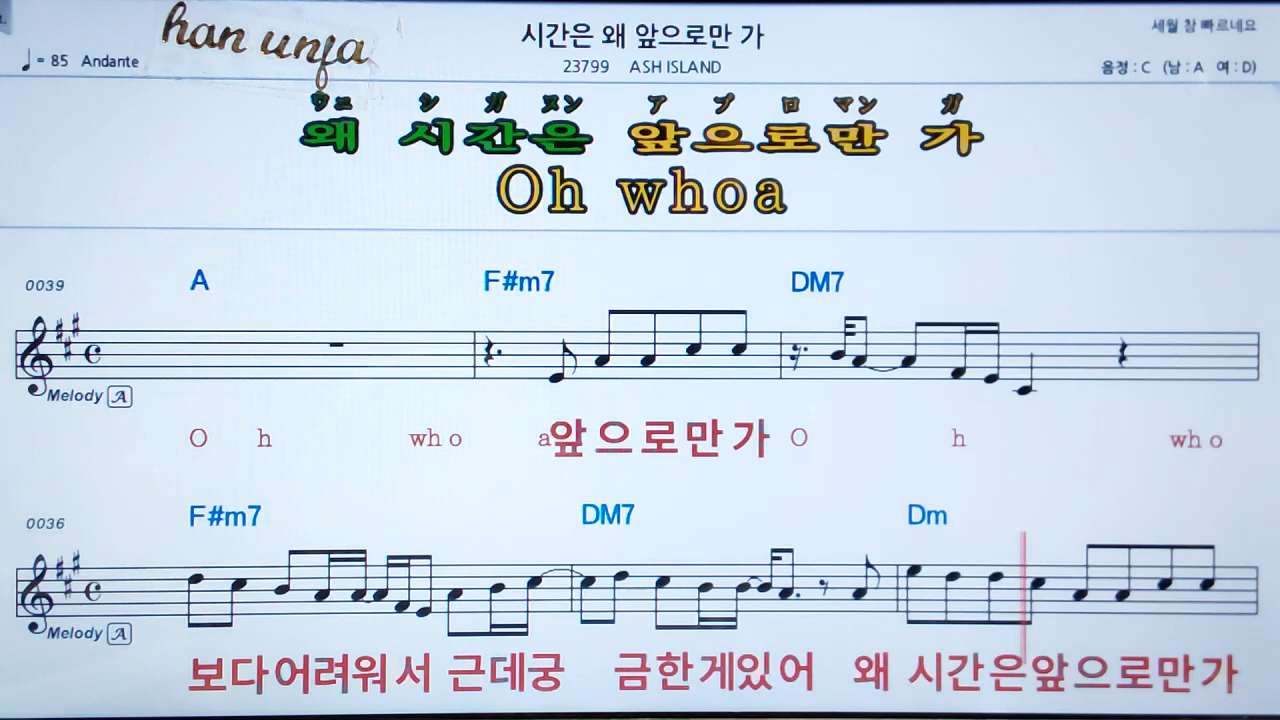 han unfa
시간은 왜 앞으로만 가
세월 참 빠르네요
♩ = 85 Andante
23799 ASH ISLAND
음정 : C (남 : A 여 : D)
ウェ シ ガ ヌン ア プ ロ マン ガ
왜 시간은 앞으로만 가
Oh whoa
0039 A F#m7 DM7
Melody A
O h wh o a앞으로만가 O h wh o
0036 F#m7 DM7 Dm
Melody A
보다어려워서 근데궁 금한게있어 왜 시간은앞으로만가